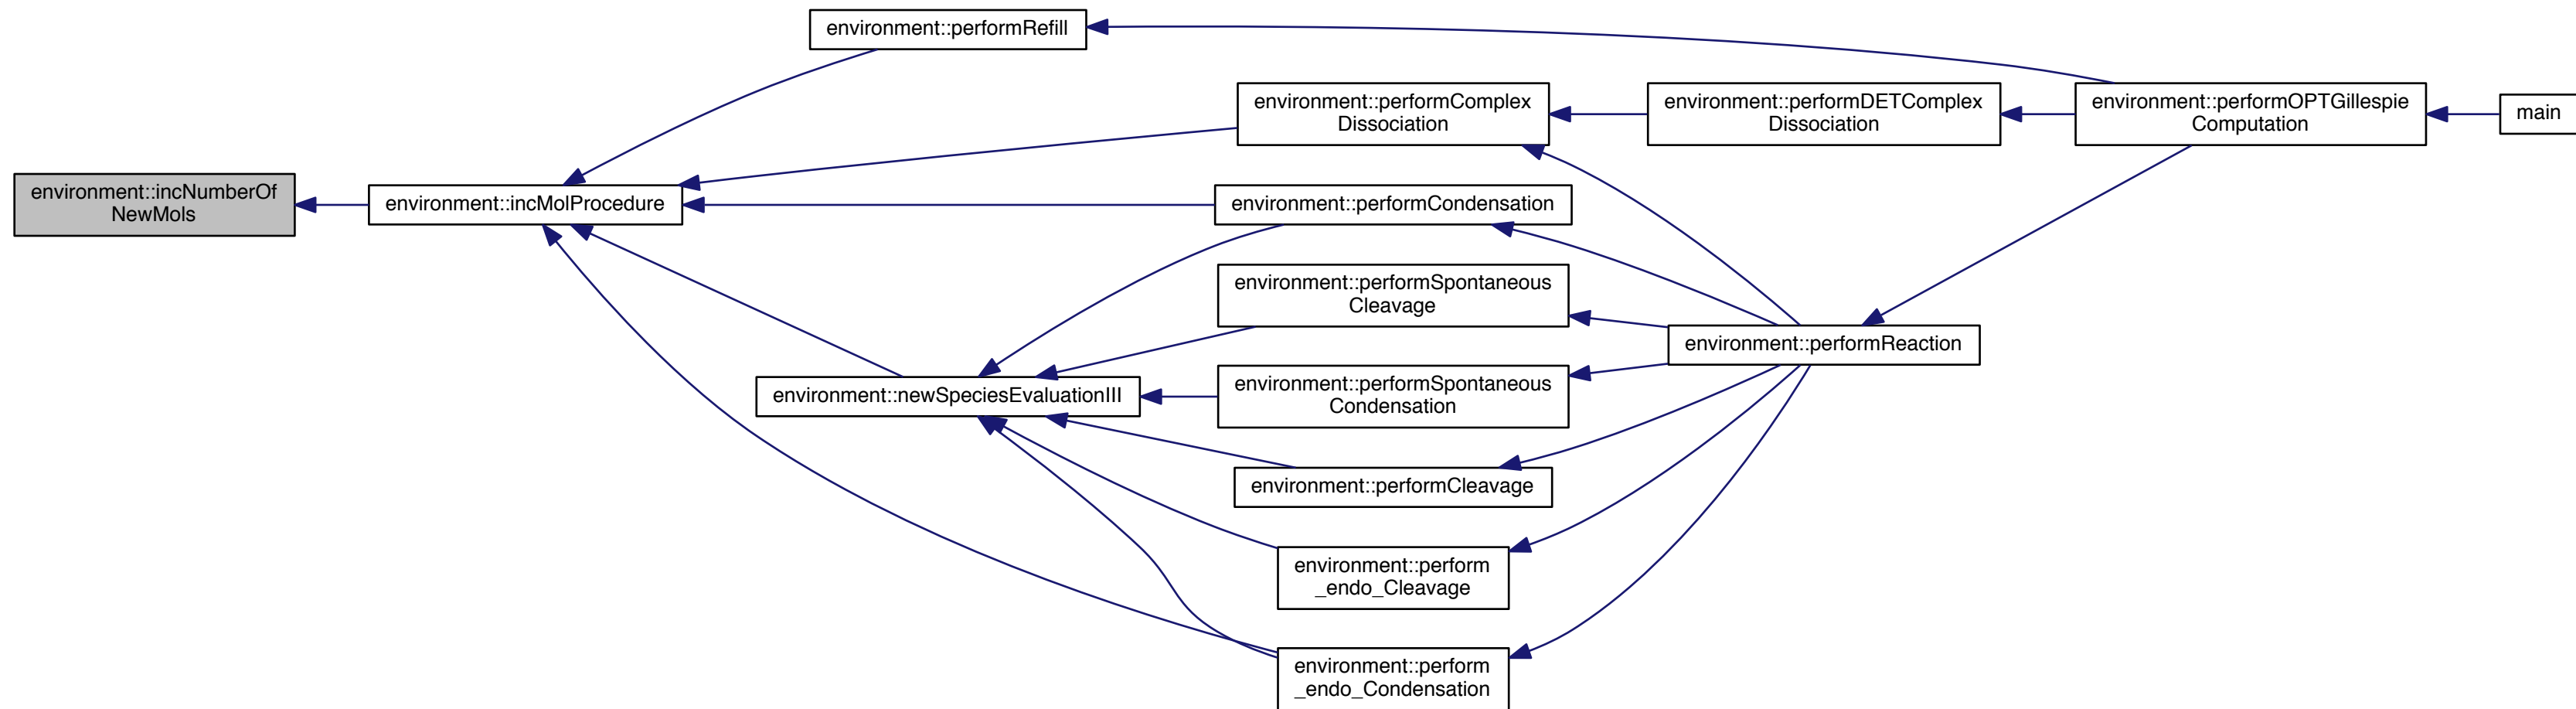 environment::performRefill
environment::performComplex
Dissociation
environment::performDETComplex
Dissociation
environment::performOPTGillespie
Computation
main
environment::incNumberOf
NewMols
environment::incMolProcedure
environment::performCondensation
environment::performSpontaneous
Cleavage
environment::performReaction
environment::newSpeciesEvaluationIII
environment::performSpontaneous
Condensation
environment::performCleavage
environment::perform
_endo_Cleavage
environment::perform
_endo_Condensation